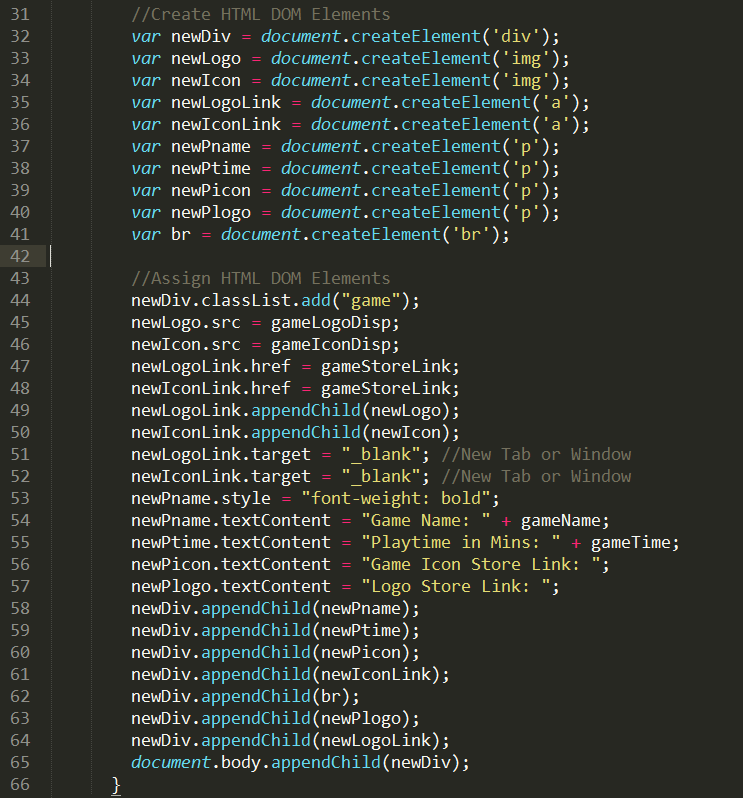 31 //Create HTML DOM Elements
32 var newDiv = document.createElement('div');
33 var newLogo = document.createElement('img');
34 var newIcon = document.createElement('img');
35 var newLogoLink = document.createElement('a');
36 var newIconLink = document.createElement('a');
37 var newPname = document.createElement('p');
38 var newPtime = document.createElement('p');
39 var newPicon = document.createElement('p');
40 var newPlogo = document.createElement('p');
41 var br = document.createElement('br');
42
43 //Assign HTML DOM Elements
44 newDiv.classList.add("game");
45 newLogo.src = gameLogoDisp;
46 newIcon.src = gameIconDisp;
47 newLogoLink.href = gameStoreLink;
48 newIconLink.href = gameStoreLink;
49 newLogoLink.appendChild(newLogo);
50 newIconLink.appendChild(newIcon);
51 newLogoLink.target = "_blank"; //New Tab or Window
52 newIconLink.target = "_blank"; //New Tab or Window
53 newPname.style = "font-weight: bold";
54 newPname.textContent = "Game Name: " + gameName;
55 newPtime.textContent = "Playtime in Mins: " + gameTime;
56 newPicon.textContent = "Game Icon Store Link: ";
57 newPlogo.textContent = "Logo Store Link: ";
58 newDiv.appendChild(newPname);
59 newDiv.appendChild(newPtime);
60 newDiv.appendChild(newPicon);
61 newDiv.appendChild(newIconLink);
62 newDiv.appendChild(br);
63 newDiv.appendChild(newPlogo);
64 newDiv.appendChild(newLogoLink);
65 document.body.appendChild(newDiv);
66 }